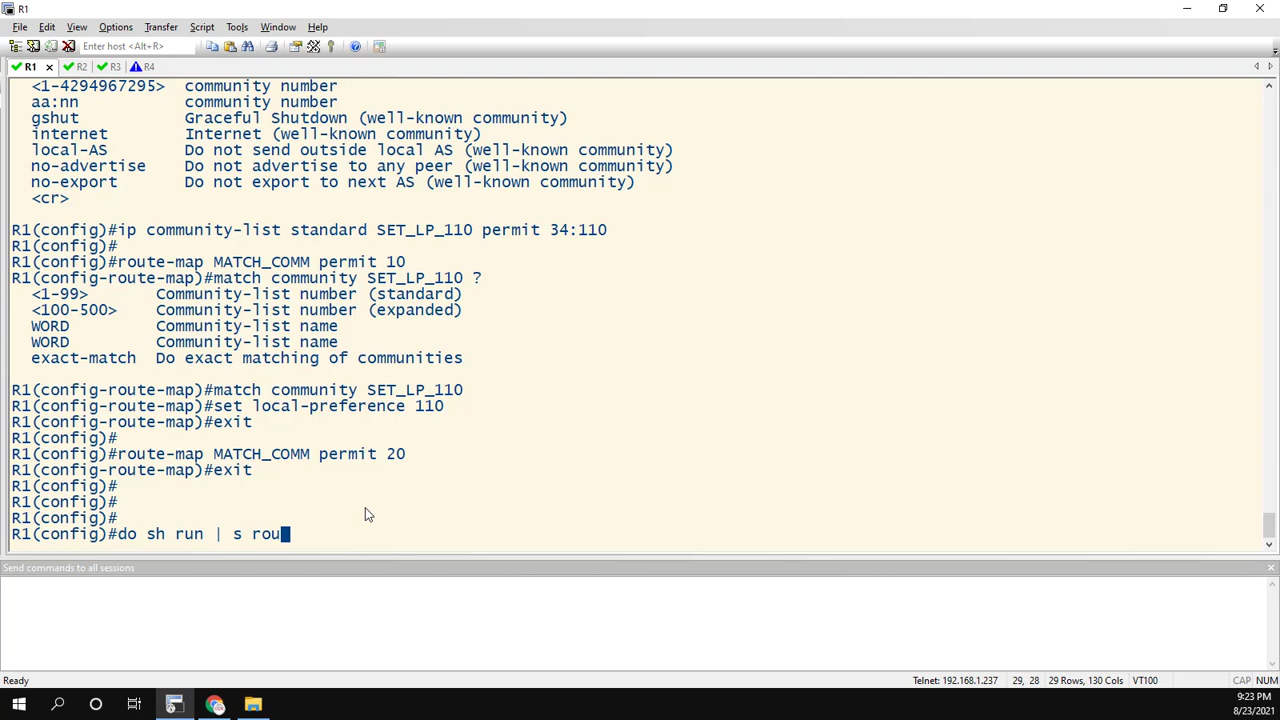 R1
File Edit View Options Transfer Script Tools Window Help
Enter host <Alt+R>
R1 R2 R3 R4
<1-4294967295>  community number
aa:nn           community number
gshut           Graceful Shutdown (well-known community)
internet        Internet (well-known community)
local-AS        Do not send outside local AS (well-known community)
no-advertise    Do not advertise to any peer (well-known community)
no-export       Do not export to next AS (well-known community)
<cr>
R1(config)#ip community-list standard SET_LP_110 permit 34:110
R1(config)#
R1(config)#route-map MATCH_COMM permit 10
R1(config-route-map)#match community SET_LP_110 ?
<1-99>       Community-list number (standard)
<100-500>    Community-list number (expanded)
WORD         Community-list name
WORD         Community-list name
exact-match  Do exact matching of communities
R1(config-route-map)#match community SET_LP_110
R1(config-route-map)#set local-preference 110
R1(config-route-map)#exit
R1(config)#
R1(config)#route-map MATCH_COMM permit 20
R1(config-route-map)#exit
R1(config)#
R1(config)#
R1(config)#
R1(config)#do sh run | s rou
Send commands to all sessions
Ready Telnet: 192.168.1.237 29, 28 29 Rows, 130 Cols VT100 CAP NUM
9:23 PM
8/23/2021